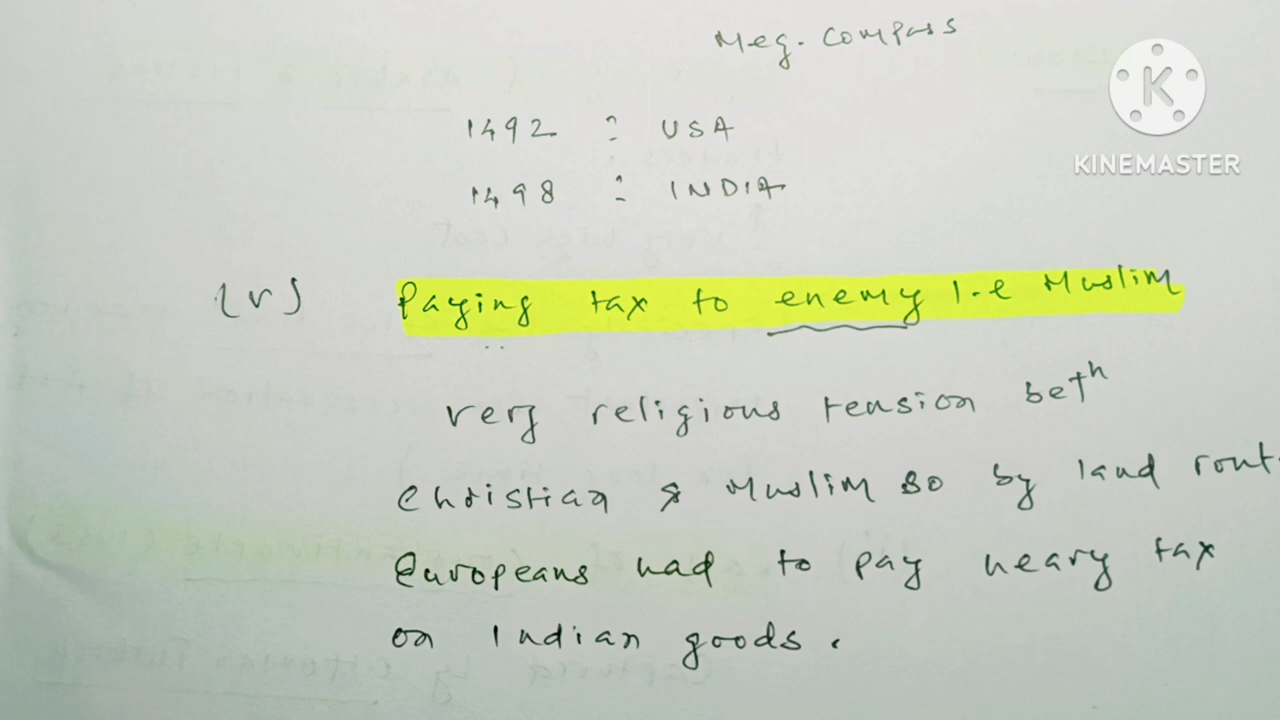 Meg. Compass
KINEMASTER
1492 : USA
1498 : INDIA
(v) Paying tax to enemy i.e Muslim
very religious tension betn
Christian & Muslim so by land rout
Europeans had to pay heavy tax
on Indian goods.